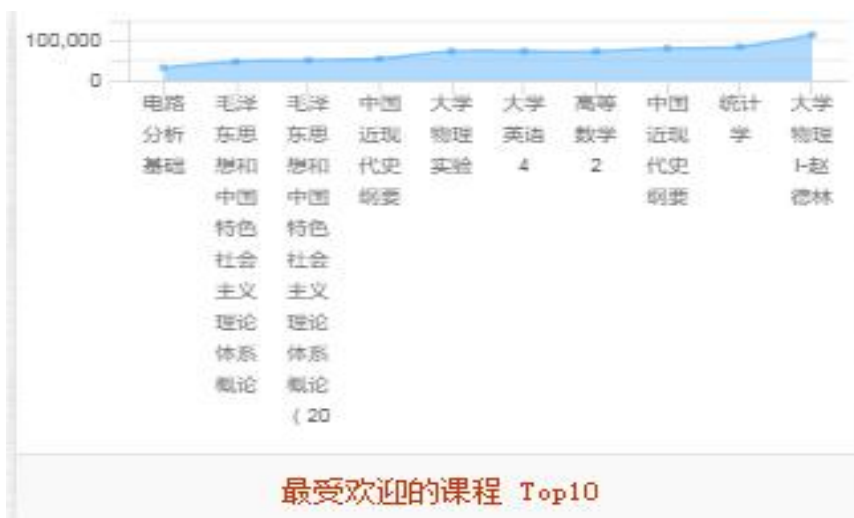 100,000
0
电路分析基础
毛泽东思想和中国特色社会主义理论体系概论
毛泽东思想和中国特色社会主义理论体系概论（20
中国近现代史纲要
大学物理实验
大学英语4
高等数学2
中国近现代史纲要
统计学
大学物理I-赵德林
最受欢迎的课程 Top10